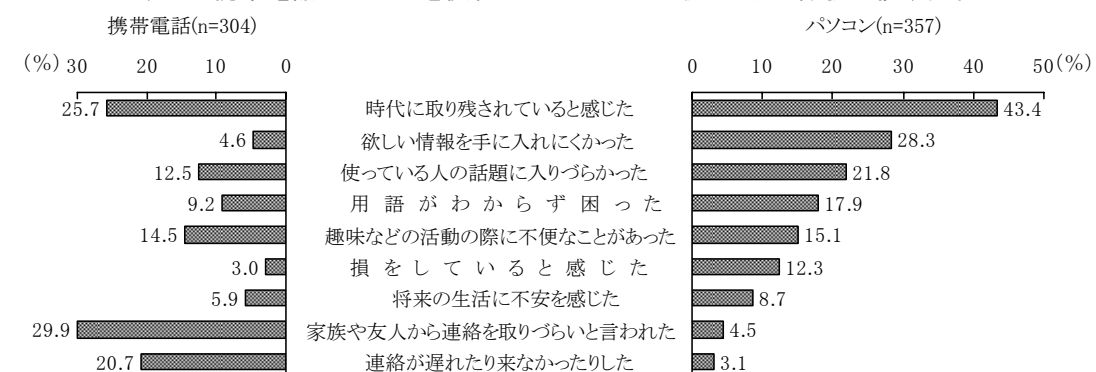 携帯電話(n=304) パソコン(n=357)
(%) 30 20 10 0 0 10 20 30 40 50(%)
25.7 時代に取り残されていると感じた 43.4
4.6 欲しい情報を手に入れにくかった 28.3
12.5 使っている人の話題に入りづらかった 21.8
9.2 用語がわからず困った 17.9
14.5 趣味などの活動の際に不便なことがあった 15.1
3.0 損をしていると感じた 12.3
5.9 将来の生活に不安を感じた 8.7
29.9 家族や友人から連絡を取りづらいと言われた 4.5
20.7 連絡が遅れたり来なかったりした 3.1